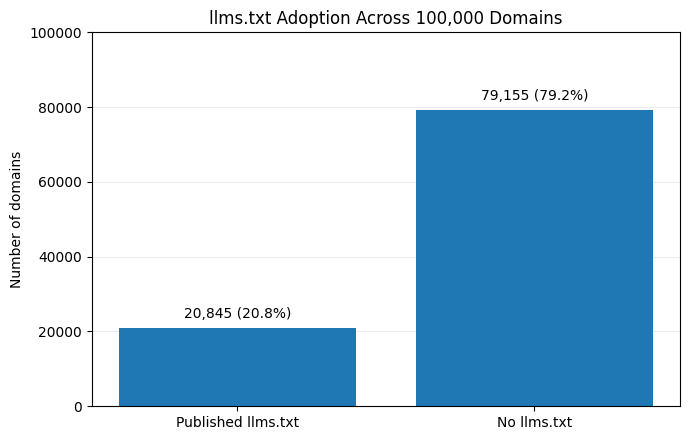 llms.txt Adoption Across 100,000 Domains
100000
80000
60000
40000
20000
0
Number of domains
20,845 (20.8%)
79,155 (79.2%)
Published llms.txt
No llms.txt